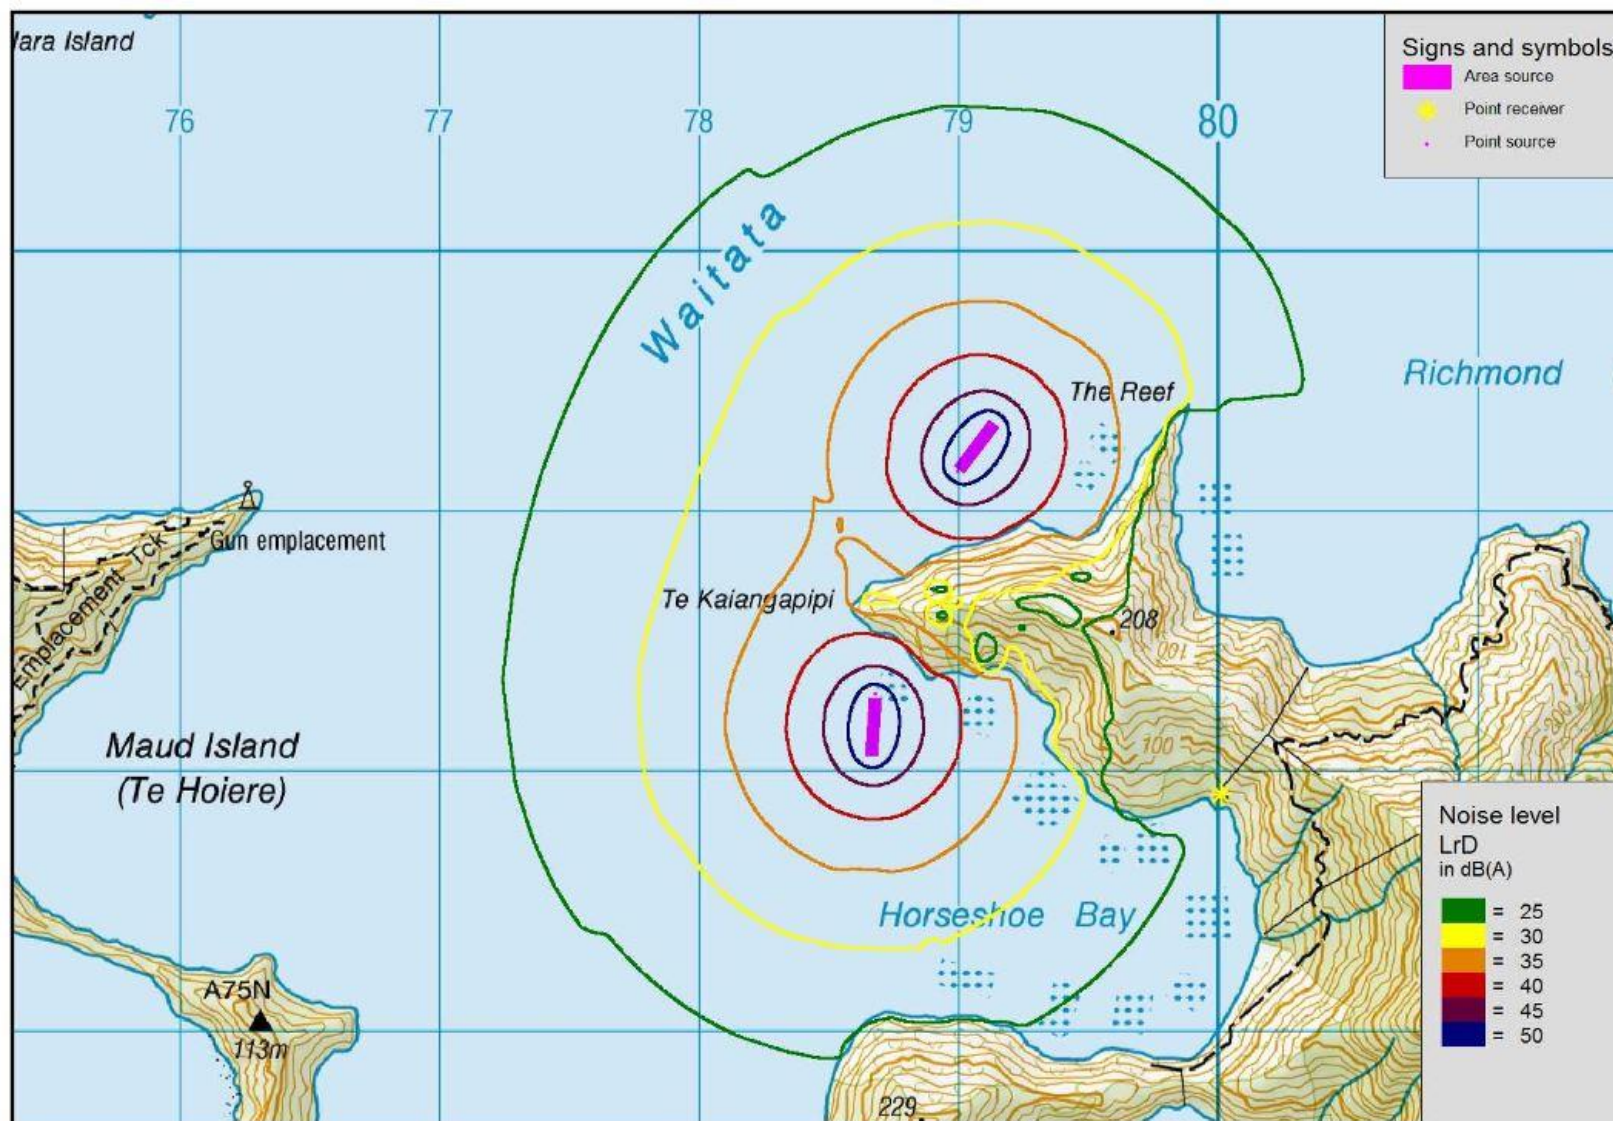 lara Island
Signs and symbols
Area source
Point receiver
Point source
76
77
78
79
80
Waitata
The Reef
Richmond
Tck
Gun emplacement
Emplacement
Te Kaiangapipi
208
100
100
200
Maud Island
(Te Hoiere)
Noise level
LrD
in dB(A)
= 25
= 30
= 35
= 40
= 45
= 50
Horseshoe Bay
A75N
113m
229